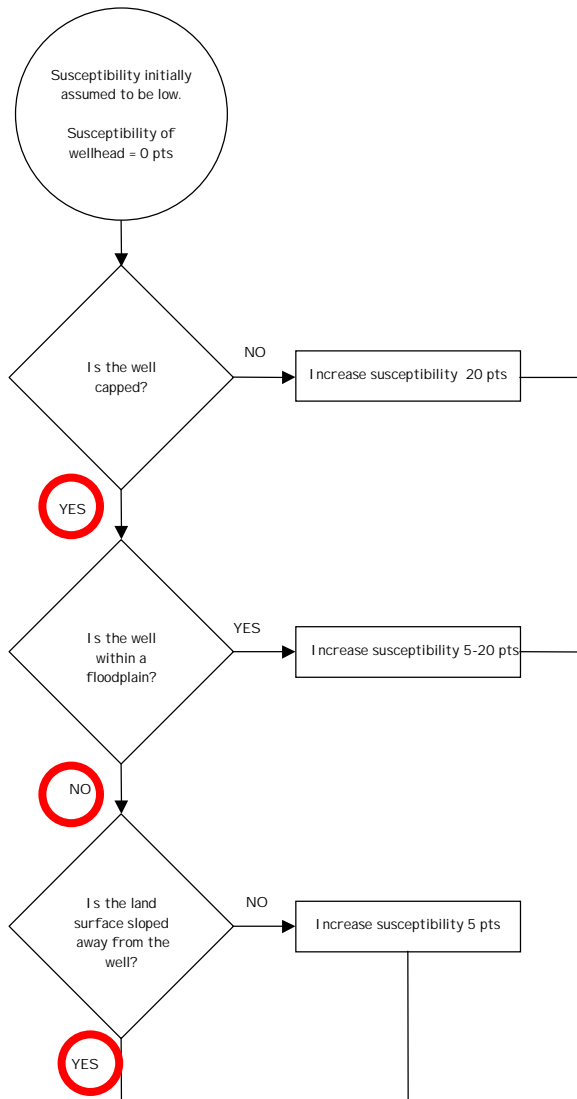 Susceptibility initially
assumed to be low.
Susceptibility of
wellhead = 0 pts
Is the well
capped?
NO
Increase susceptibility 20 pts
YES
Is the well
within a
floodplain?
YES
Increase susceptibility 5-20 pts
NO
Is the land
surface sloped
away from the
well?
NO
Increase susceptibility 5 pts
YES